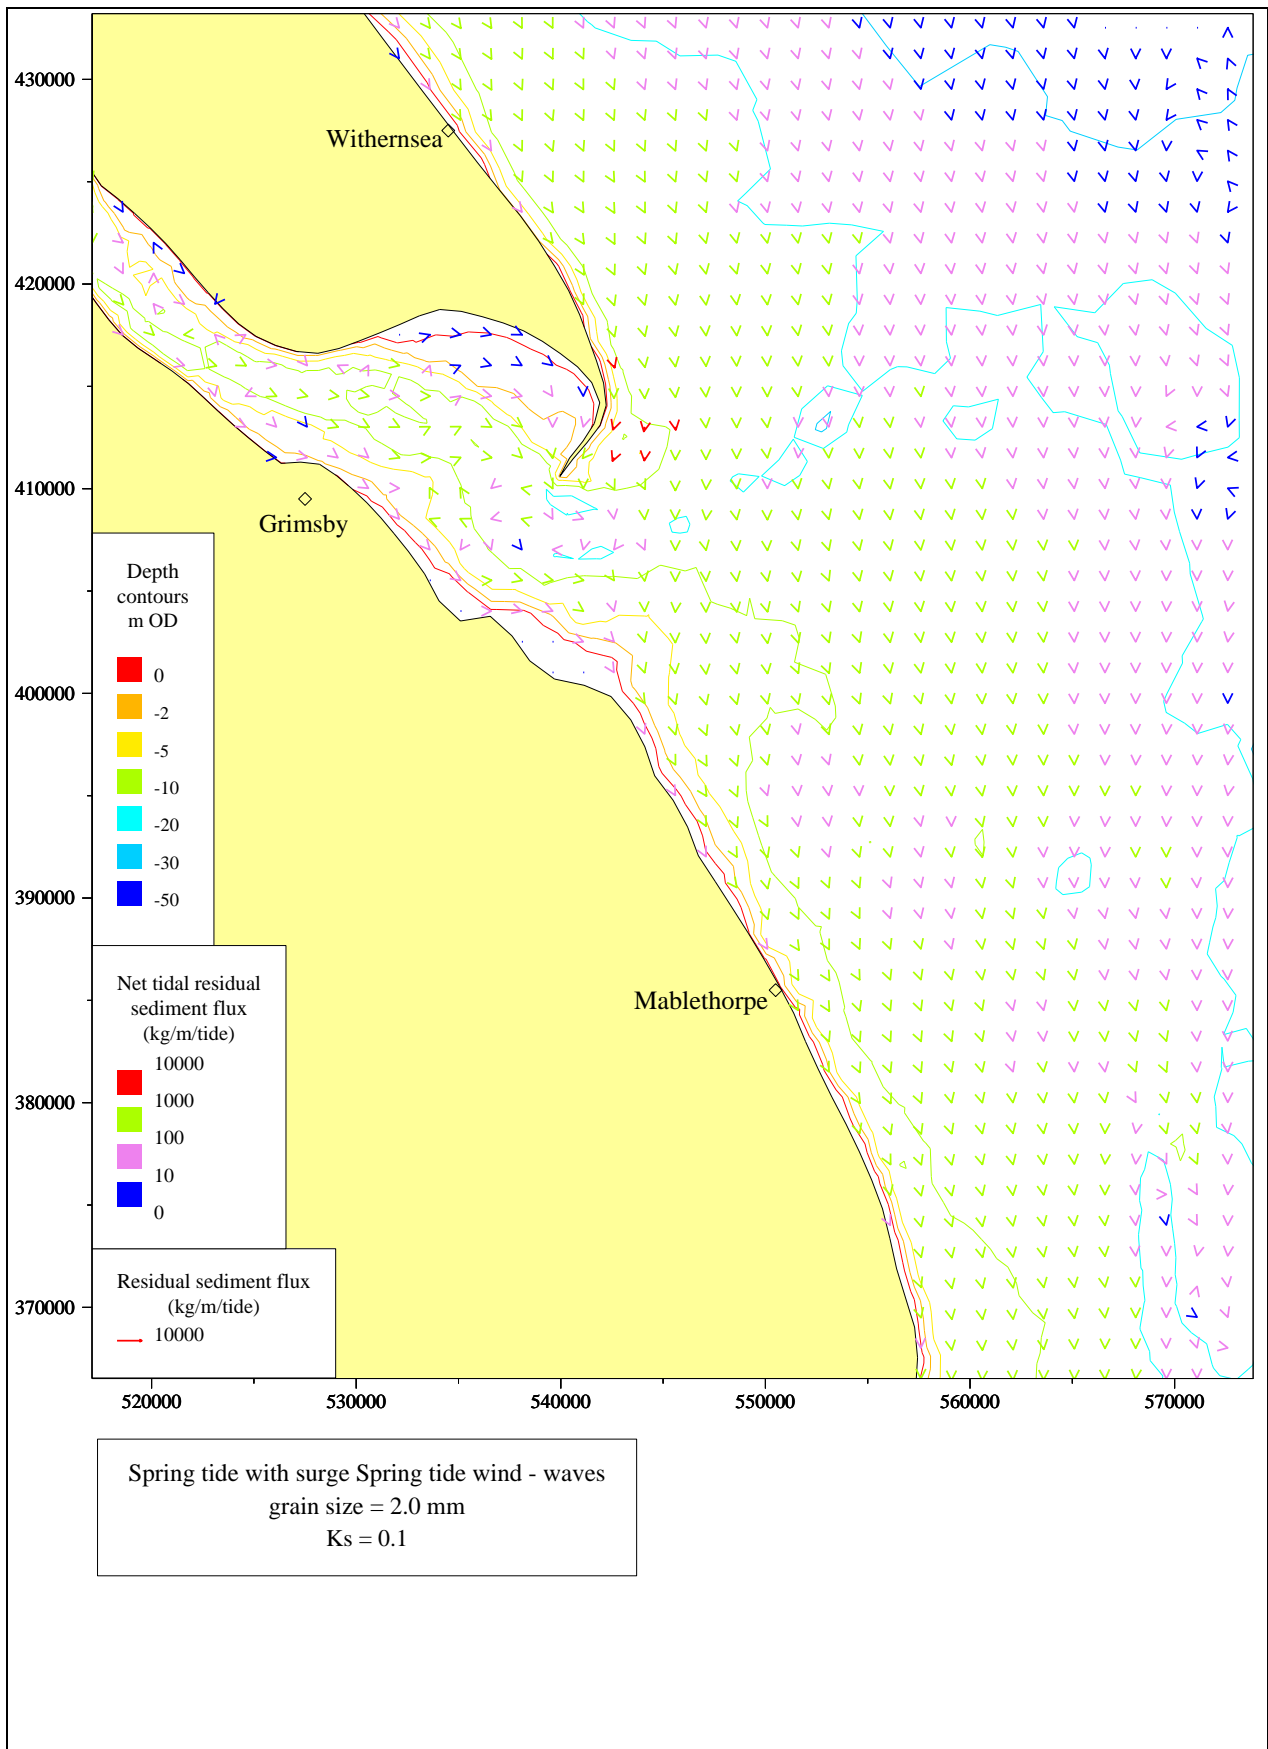 430000
Withernsea
420000
410000
Grimsby
Depth
contours
m OD
0
-2
-5
-10
-20
-30
-50
400000
390000
Mablethorpe
Net tidal residual
sediment flux
(kg/m/tide)
10000
1000
100
10
0
380000
Residual sediment flux
(kg/m/tide)
10000
370000
520000 530000 540000 550000 560000 570000
Spring tide with surge Spring tide wind - waves
grain size = 2.0 mm
Ks = 0.1